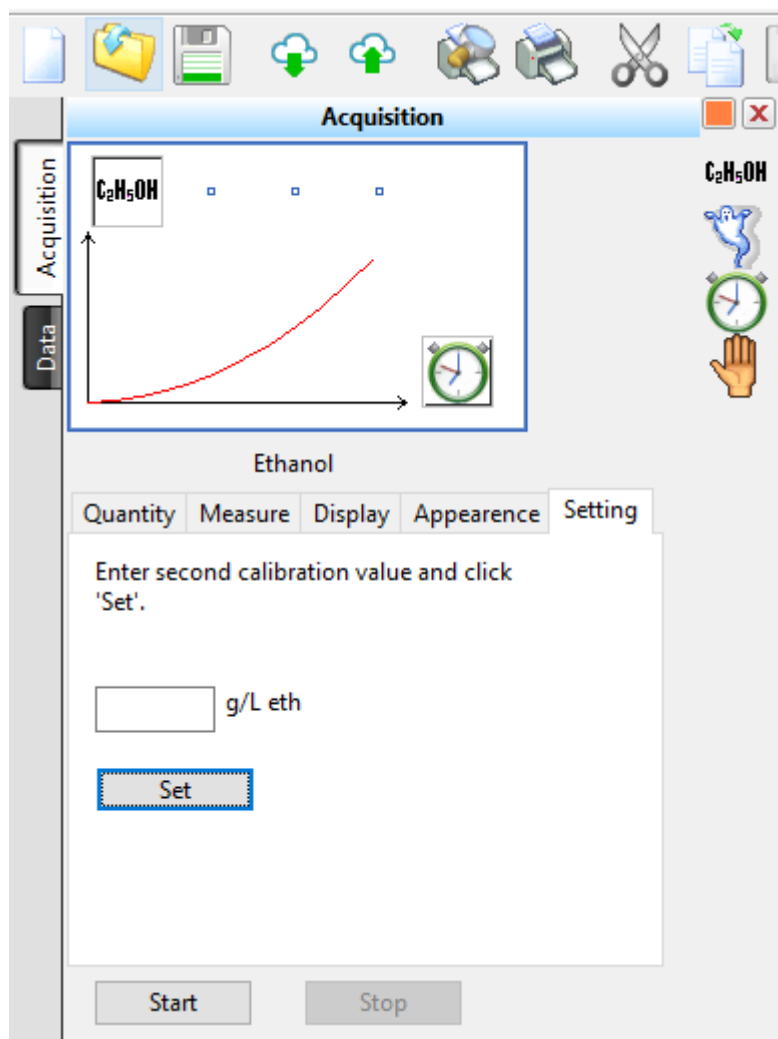 Acquisition
Acquisition
Data
C₂H₅OH
C₂H₅OH
Ethanol
Quantity Measure Display Appearence Setting
Enter second calibration value and click
'Set'.
g/L eth
Set
Start Stop